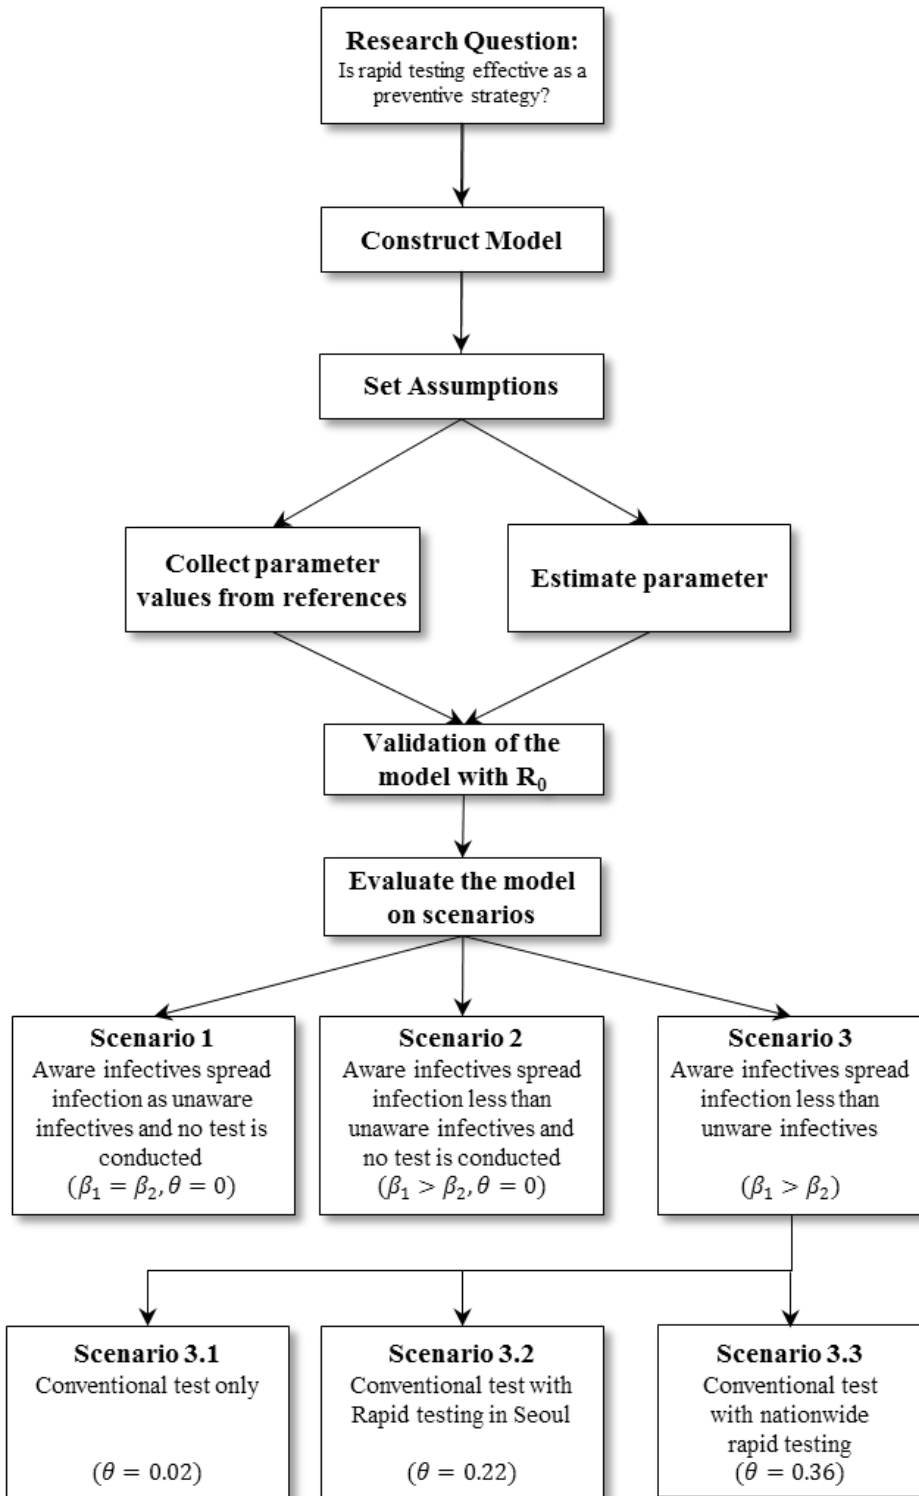 Research Question:
Is rapid testing effective as a
preventive strategy?
Construct Model
Set Assumptions
Collect parameter
values from references
Estimate parameter
Validation of the
model with R₀
Evaluate the model
on scenarios
Scenario 1
Aware infectives spread
infection as unaware
infectives and no test is
conducted
(β₁ = β₂, θ = 0)
Scenario 2
Aware infectives spread
infection less than
unaware infectives and
no test is conducted
(β₁ > β₂, θ = 0)
Scenario 3
Aware infectives spread
infection less than
unware infectives
(β₁ > β₂)
Scenario 3.1
Conventional test only
(θ = 0.02)
Scenario 3.2
Conventional test with
Rapid testing in Seoul
(θ = 0.22)
Scenario 3.3
Conventional test
with nationwide
rapid testing
(θ = 0.36)